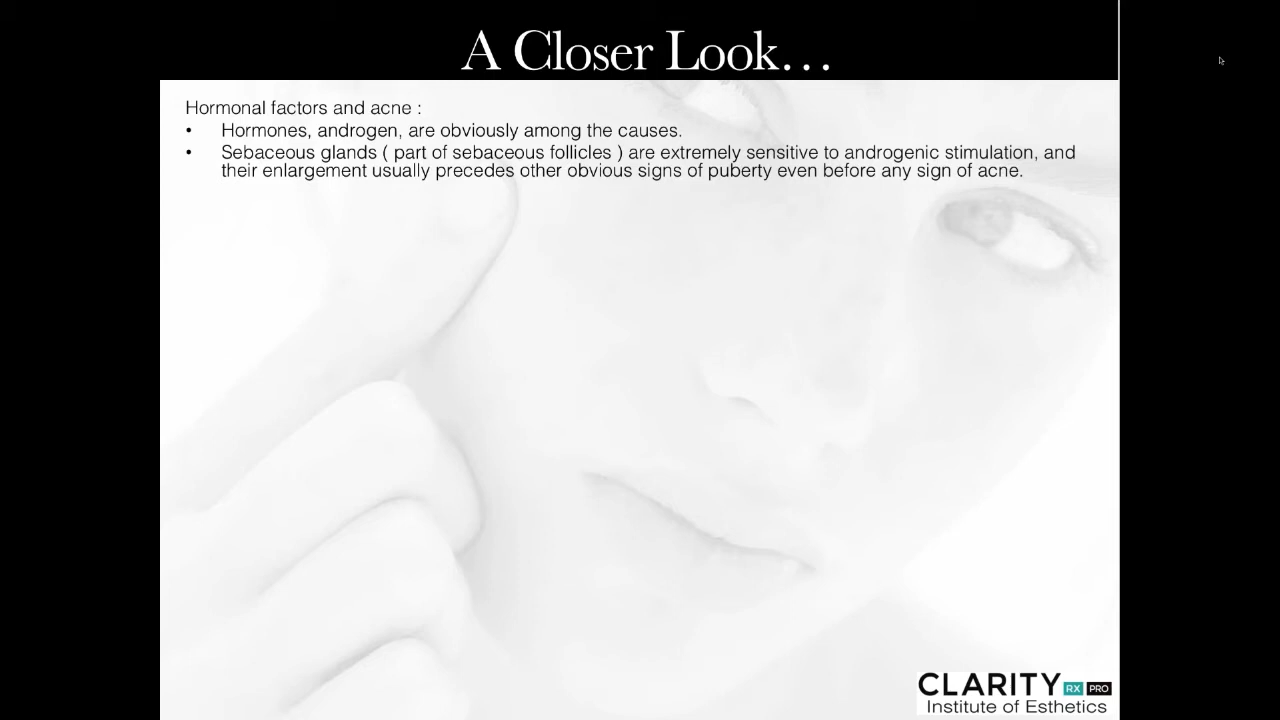 A Closer Look...
Hormonal factors and acne :
• Hormones, androgen, are obviously among the causes.
• Sebaceous glands ( part of sebaceous follicles ) are extremely sensitive to androgenic stimulation, and
their enlargement usually precedes other obvious signs of puberty even before any sign of acne.
CLARITY RX PRO
Institute of Esthetics